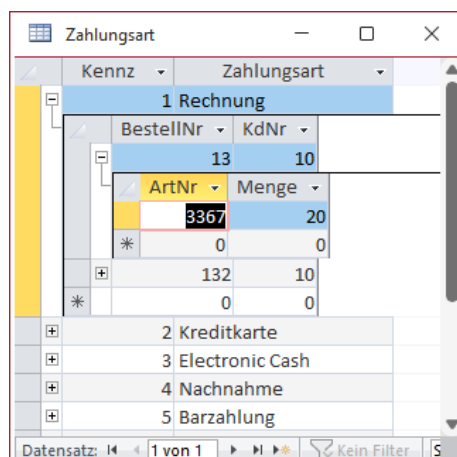 Zahlungsart
Kennz Zahlungsart
1 Rechnung
BestellNr KdNr
13 10
ArtNr Menge
3367 20
0 0
132 10
0 0
2 Kreditkarte
3 Electronic Cash
4 Nachnahme
5 Barzahlung
Datensatz: 1 von 1 Kein Filter S